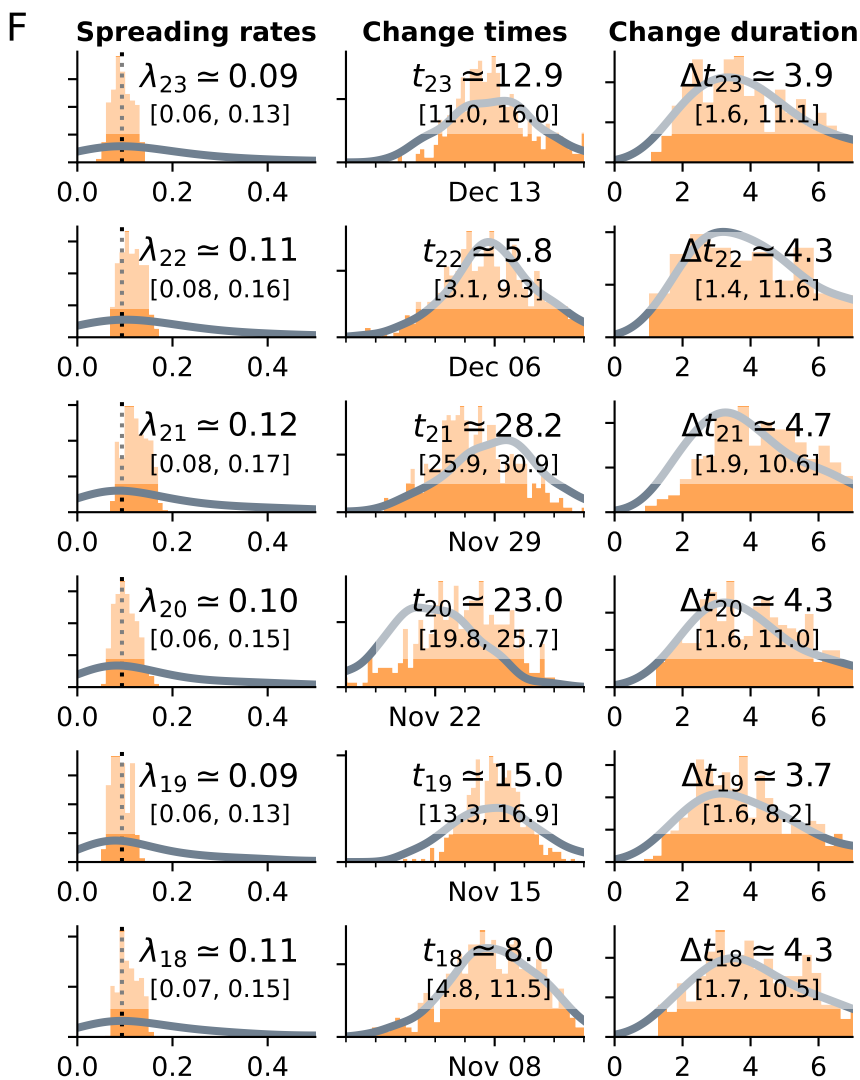 F
Spreading rates Change times Change duration
λ23 ≃ 0.09 t23 ≃ 12.9 Δt23 ≃ 3.9
[0.06, 0.13] [11.0, 16.0] [1.6, 11.1]
0.0 0.2 0.4 Dec 13 0 2 4 6
λ22 ≃ 0.11 t22 ≃ 5.8 Δt22 ≃ 4.3
[0.08, 0.16] [3.1, 9.3] [1.4, 11.6]
0.0 0.2 0.4 Dec 06 0 2 4 6
λ21 ≃ 0.12 t21 ≃ 28.2 Δt21 ≃ 4.7
[0.08, 0.17] [25.9, 30.9] [1.9, 10.6]
0.0 0.2 0.4 Nov 29 0 2 4 6
λ20 ≃ 0.10 t20 ≃ 23.0 Δt20 ≃ 4.3
[0.06, 0.15] [19.8, 25.7] [1.6, 11.0]
0.0 0.2 0.4 Nov 22 0 2 4 6
λ19 ≃ 0.09 t19 ≃ 15.0 Δt19 ≃ 3.7
[0.06, 0.13] [13.3, 16.9] [1.6, 8.2]
0.0 0.2 0.4 Nov 15 0 2 4 6
λ18 ≃ 0.11 t18 ≃ 8.0 Δt18 ≃ 4.3
[0.07, 0.15] [4.8, 11.5] [1.7, 10.5]
0.0 0.2 0.4 Nov 08 0 2 4 6